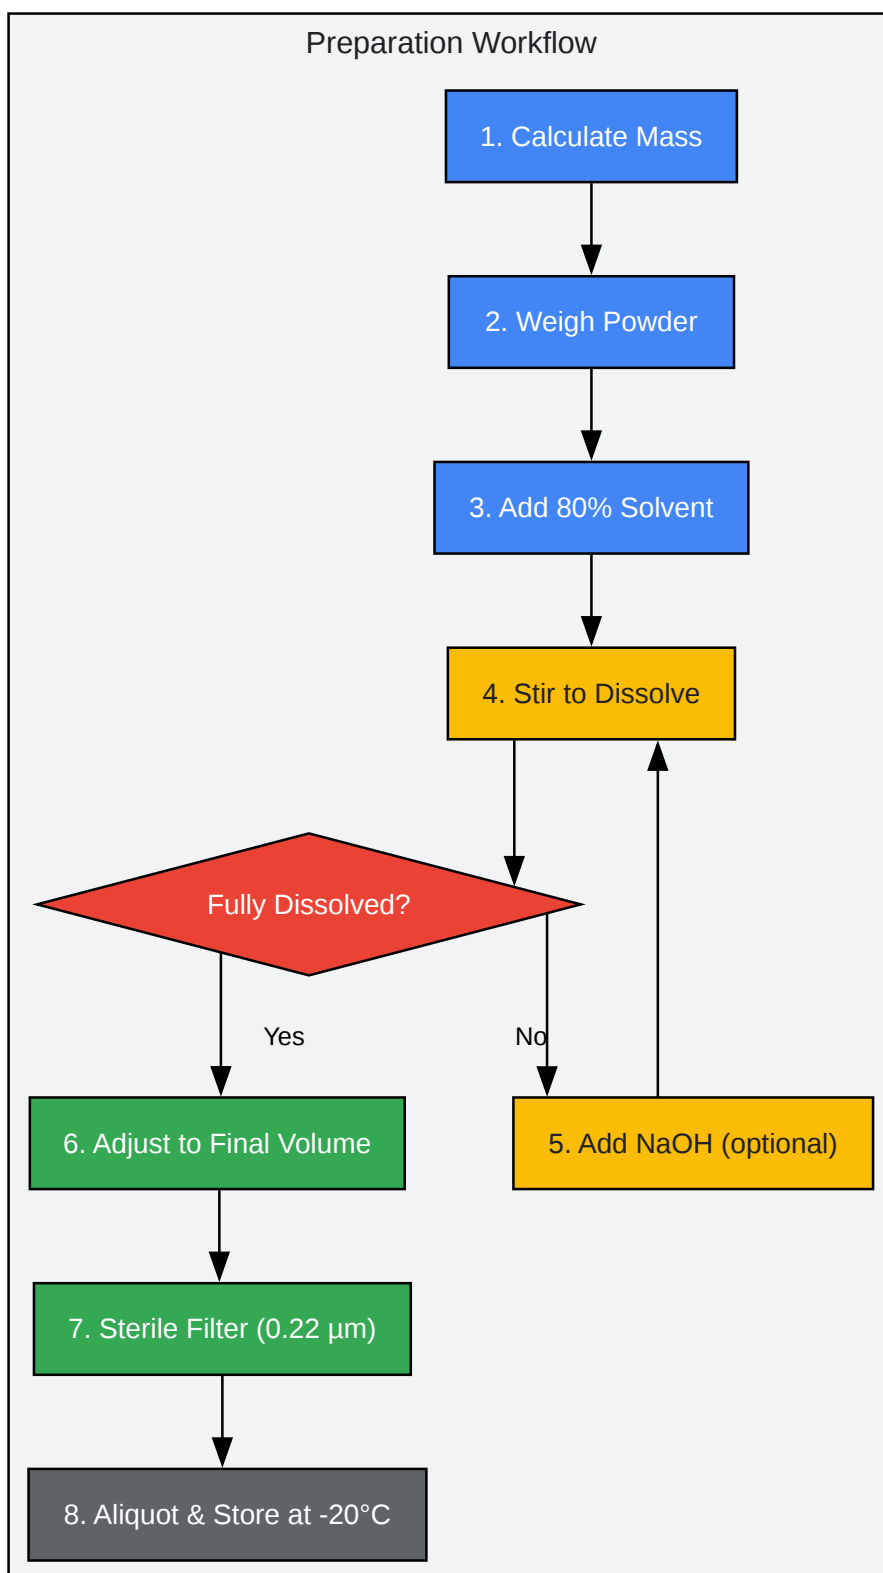 Preparation Workflow
1. Calculate Mass
2. Weigh Powder
3. Add 80% Solvent
4. Stir to Dissolve
Fully Dissolved?
Yes
No
6. Adjust to Final Volume
5. Add NaOH (optional)
7. Sterile Filter (0.22 µm)
8. Aliquot & Store at -20°C